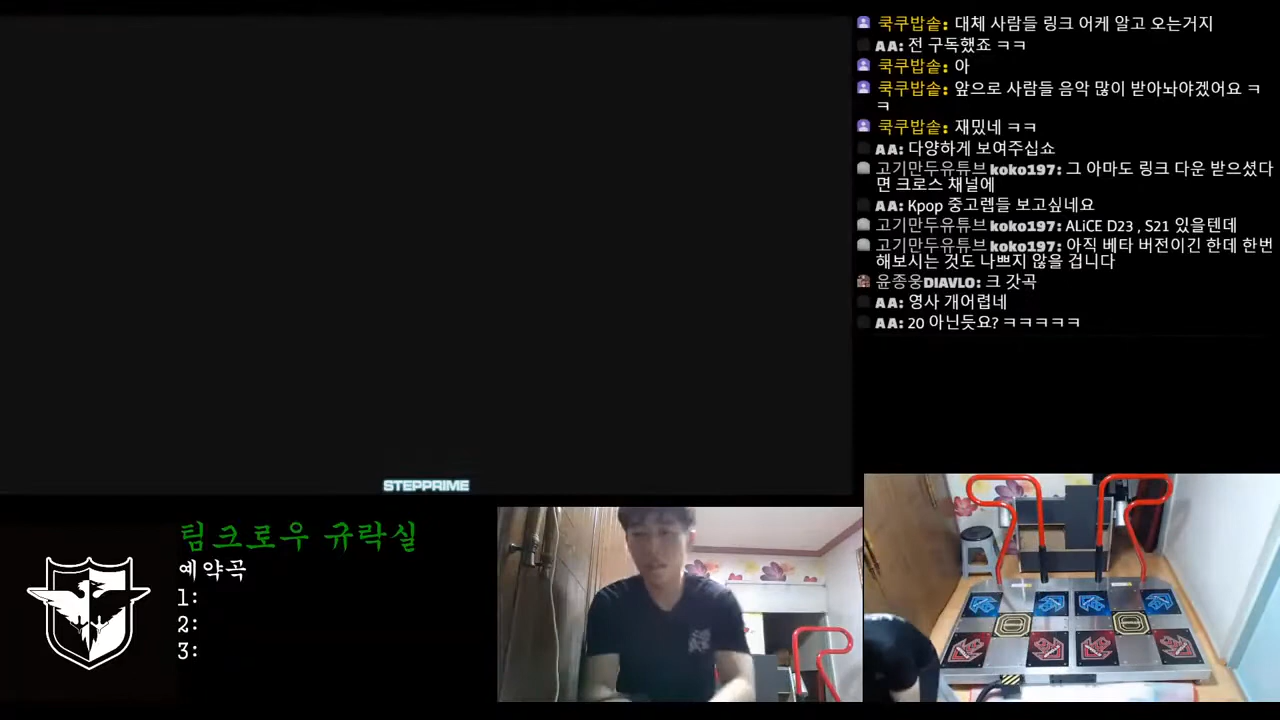 쿡쿠밥솥: 대체 사람들 링크 어케 알고 오는거지
A A: 전 구독했죠 ㅋㅋ
쿡쿠밥솥: 아
쿡쿠밥솥: 앞으로 사람들 음악 많이 받아놔야겠어요 ㅋ
ㅋ
쿡쿠밥솥: 재밌네 ㅋㅋ
A A: 다양하게 보여주십쇼
고기만두유튜브koko197: 그 아마도 링크 다운 받으셨다
면 크로스 채널에
A A: Kpop 중고렙들 보고싶네요
고기만두유튜브koko197: ALiCE D23 , S21 있을텐데
고기만두유튜브koko197: 아직 베타 버전이긴 한데 한번
해보시는 것도 나쁘지 않을 겁니다
윤종웅DIAVLO: 크 갓곡
A A: 영사 개어렵네
A A: 20 아닌듯요? ㅋㅋㅋㅋㅋ
STEPPRIME
팀크로우 규락실
예약곡
1:
2:
3: